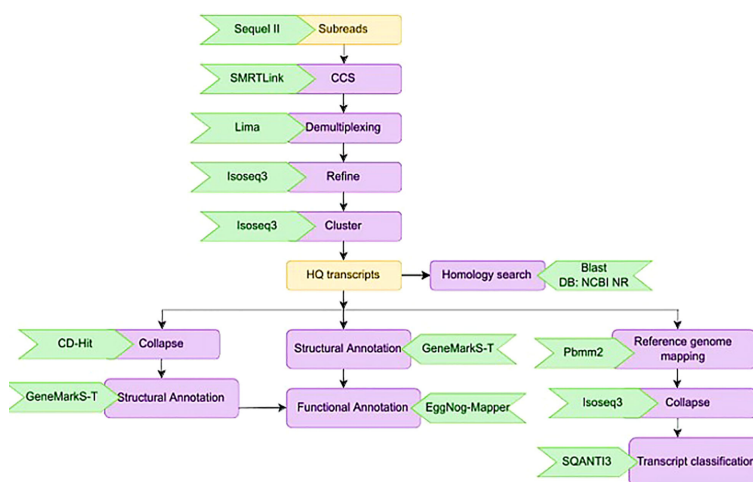 Sequel II
Subreads
SMRTLink
CCS
Lima
Demultiplexing
Isoseq3
Refine
Isoseq3
Cluster
HQ transcripts
Homology search
Blast
DB: NCBI NR
CD-Hit
Collapse
Structural Annotation
GeneMarkS-T
Pbmm2
Reference genome
mapping
GeneMarkS-T
Structural Annotation
Functional Annotation
EggNog-Mapper
Isoseq3
Collapse
SQANTI3
Transcript classification